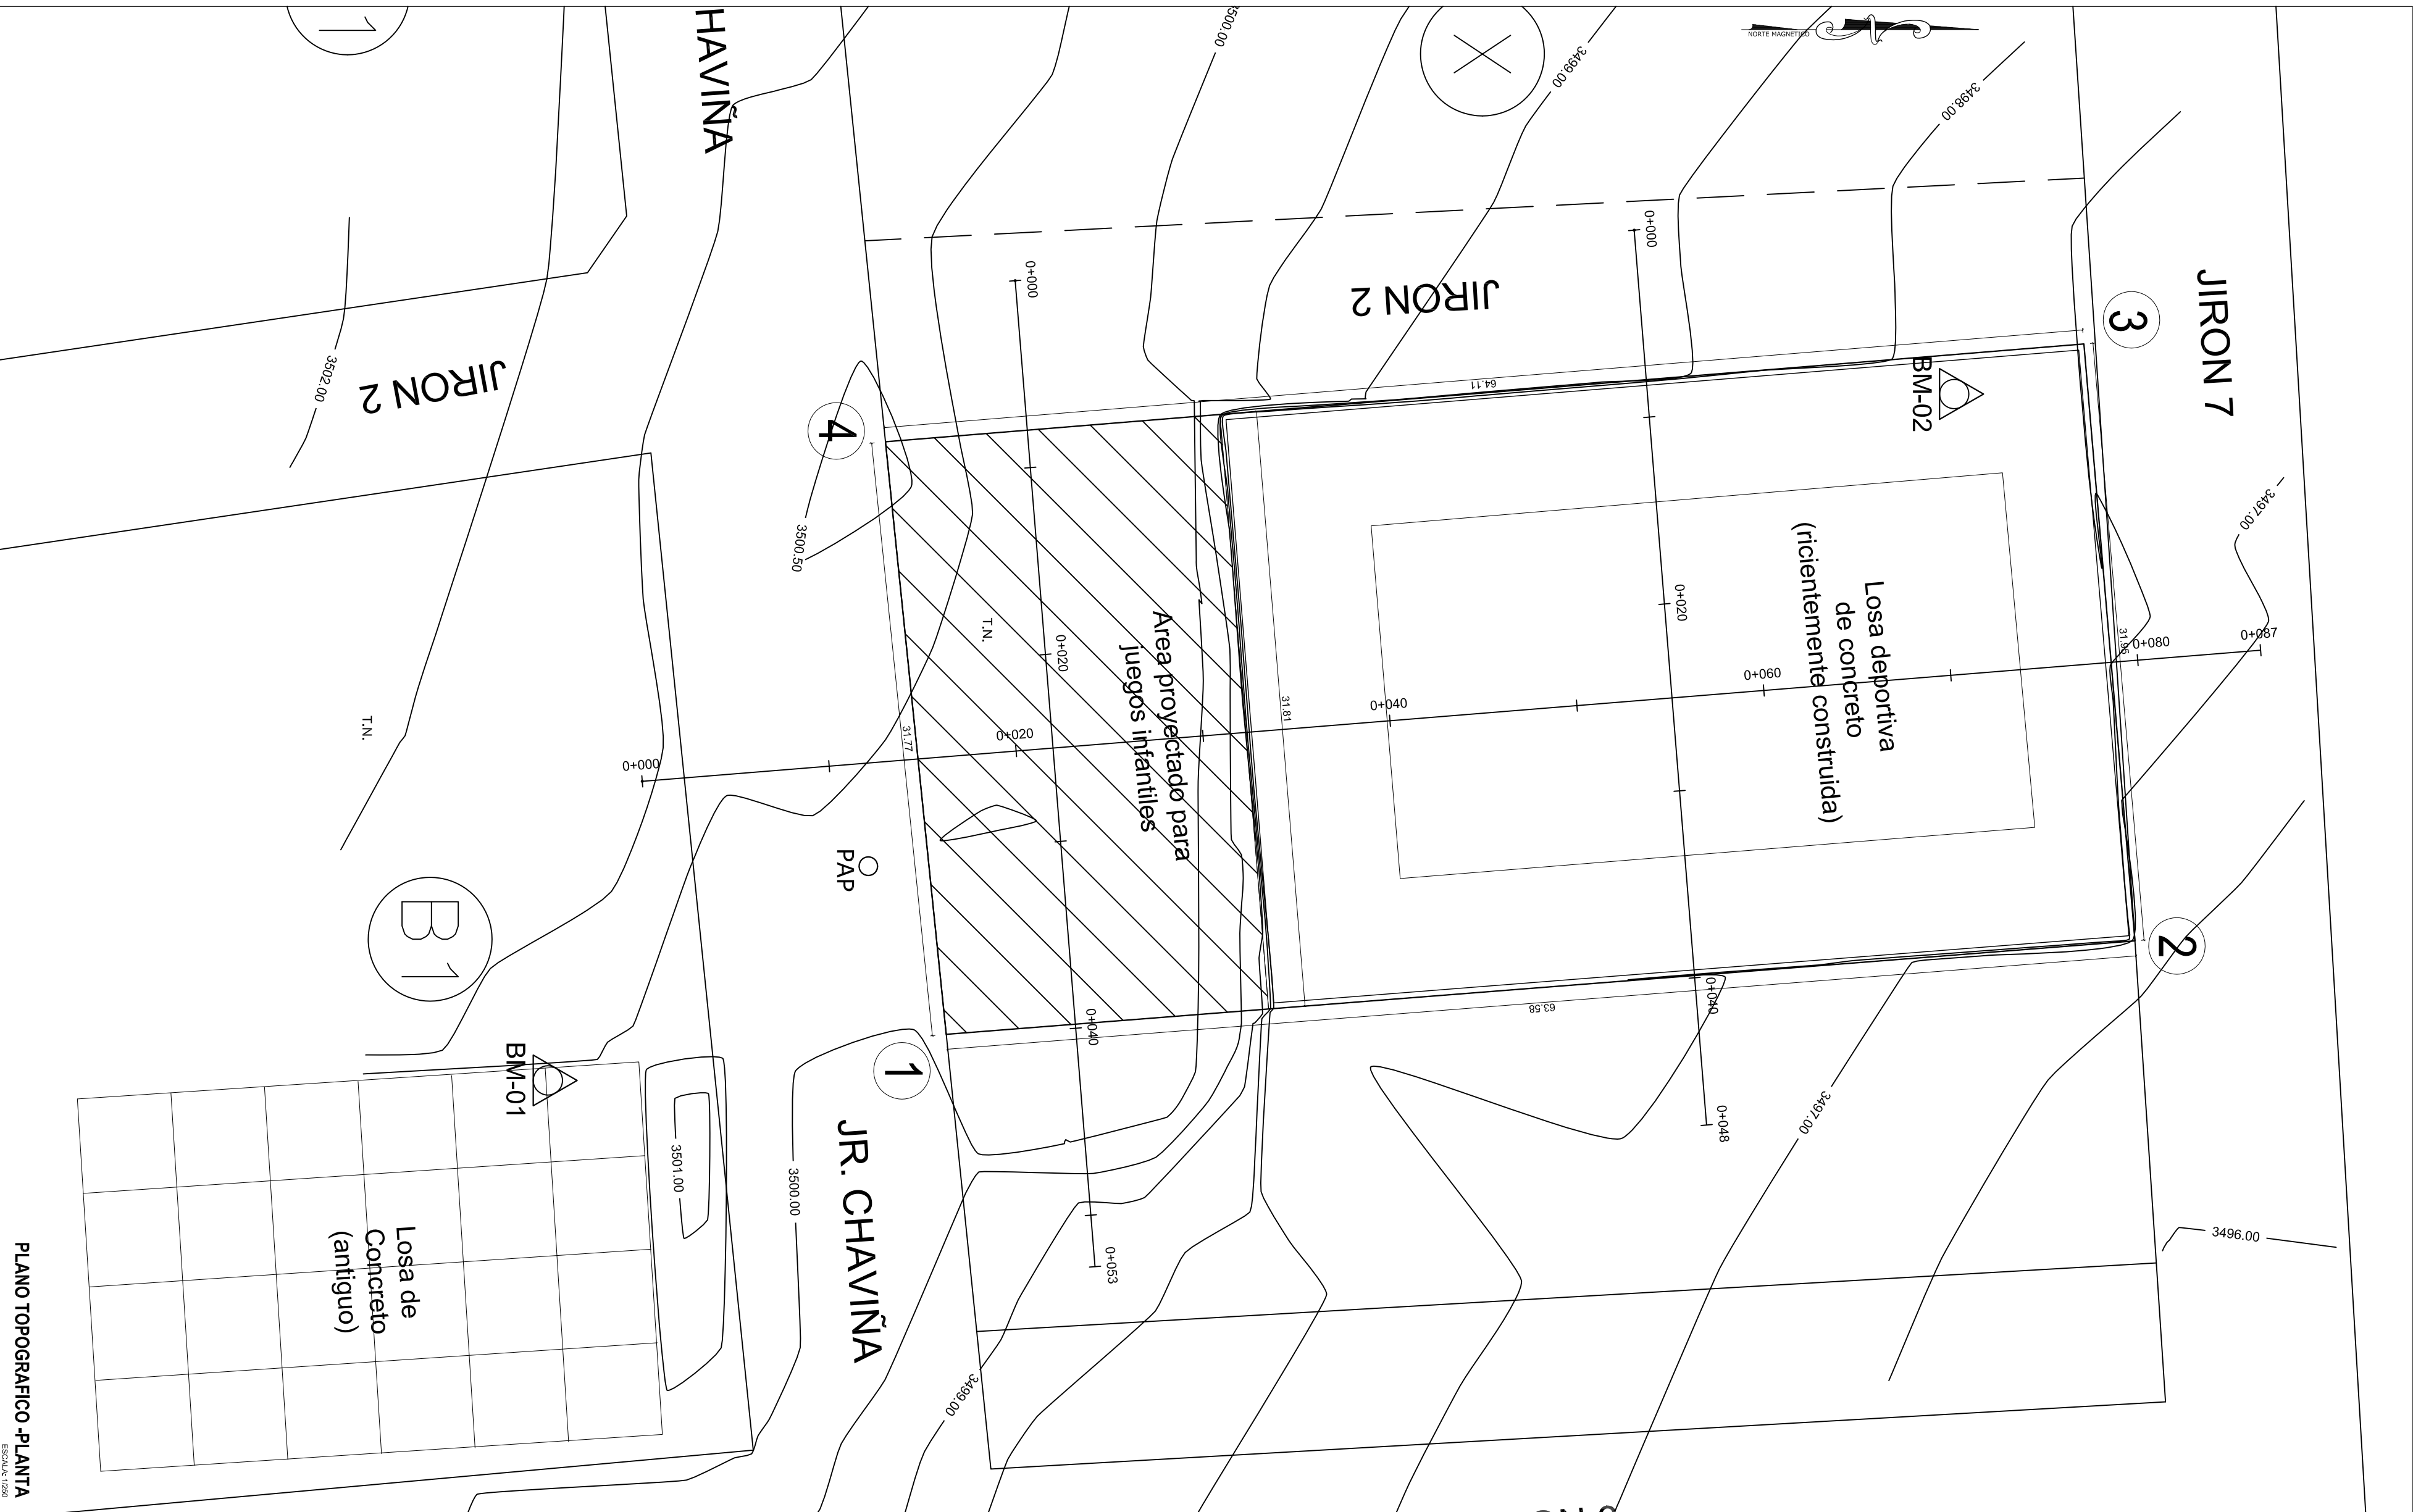 1
HAVIÑA
3500.00
X
3499.00
NORTE MAGNETICO
3498.00
JIRON 7
3
0+000
0+000
JIRON 2
JIRON 2
3502.00
64.11
BM-02
4
3497.00
3500.50
Losa deportiva
de concreto
(ricientemente construida)
Area proyectado para
juegos infantiles
T.N.
0+020
0+020
31.95
0+080
0+087
0+060
0+040
31.81
31.77
0+020
0+000
T.N.
PAP
B 1
2
0+040
63.58
0+040
1
BM-01
3497.00
0+048
JR. CHAVIÑA
3501.00
3500.00
0+053
3496.00
Losa de
Concreto
(antiguo)
3499.00
PLANO TOPOGRAFICO -PLANTA
ESCALA: 1/250